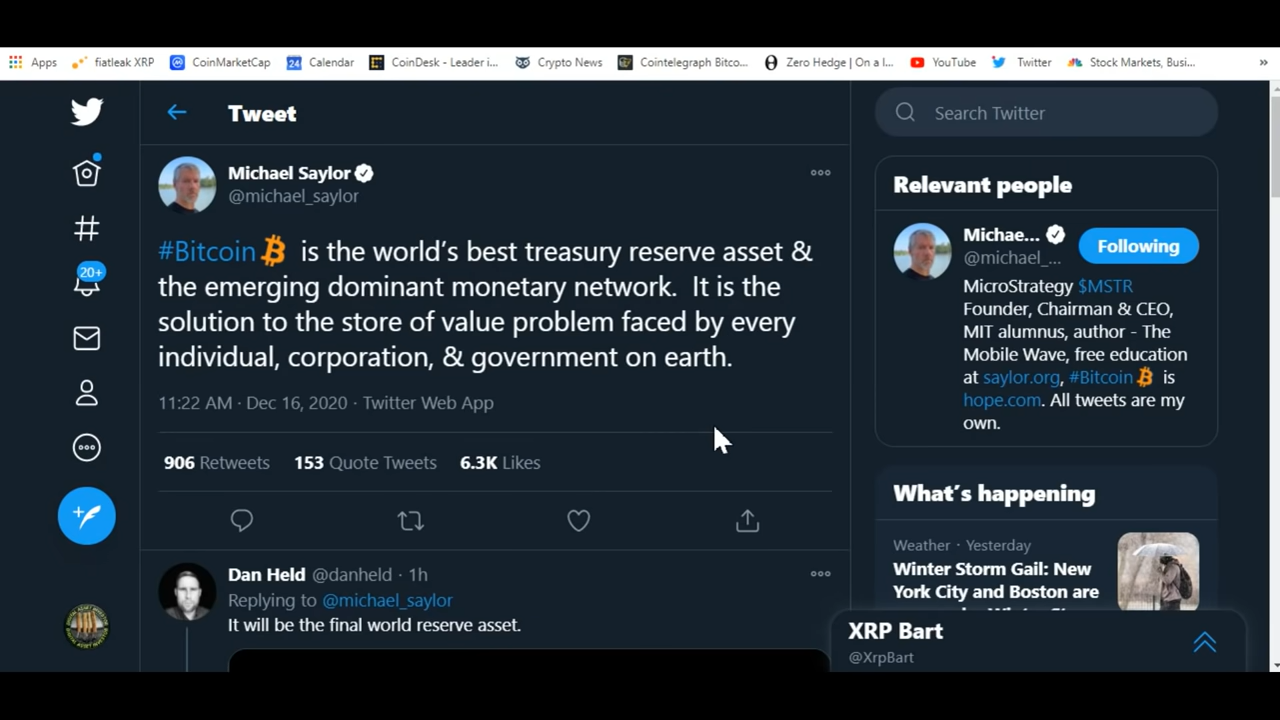 Apps fiatleak XRP CoinMarketCap 24 Calendar CoinDesk - Leader i... Crypto News Cointelegraph Bitco... Zero Hedge | On a l... YouTube Twitter Stock Markets, Busi... »
Tweet
Michael Saylor
@michael_saylor
#Bitcoin is the world's best treasury reserve asset &
the emerging dominant monetary network. It is the
solution to the store of value problem faced by every
individual, corporation, & government on earth.
11:22 AM · Dec 16, 2020 · Twitter Web App
906 Retweets 153 Quote Tweets 6.3K Likes
Dan Held @danheld · 1h
Replying to @michael_saylor
It will be the final world reserve asset.
20+
Search Twitter
Relevant people
Michae...
@michael_...
Following
MicroStrategy $MSTR
Founder, Chairman & CEO,
MIT alumnus, author - The
Mobile Wave, free education
at saylor.org, #Bitcoin is
hope.com. All tweets are my
own.
What's happening
Weather · Yesterday
Winter Storm Gail: New
York City and Boston are
XRP Bart
@XrpBart